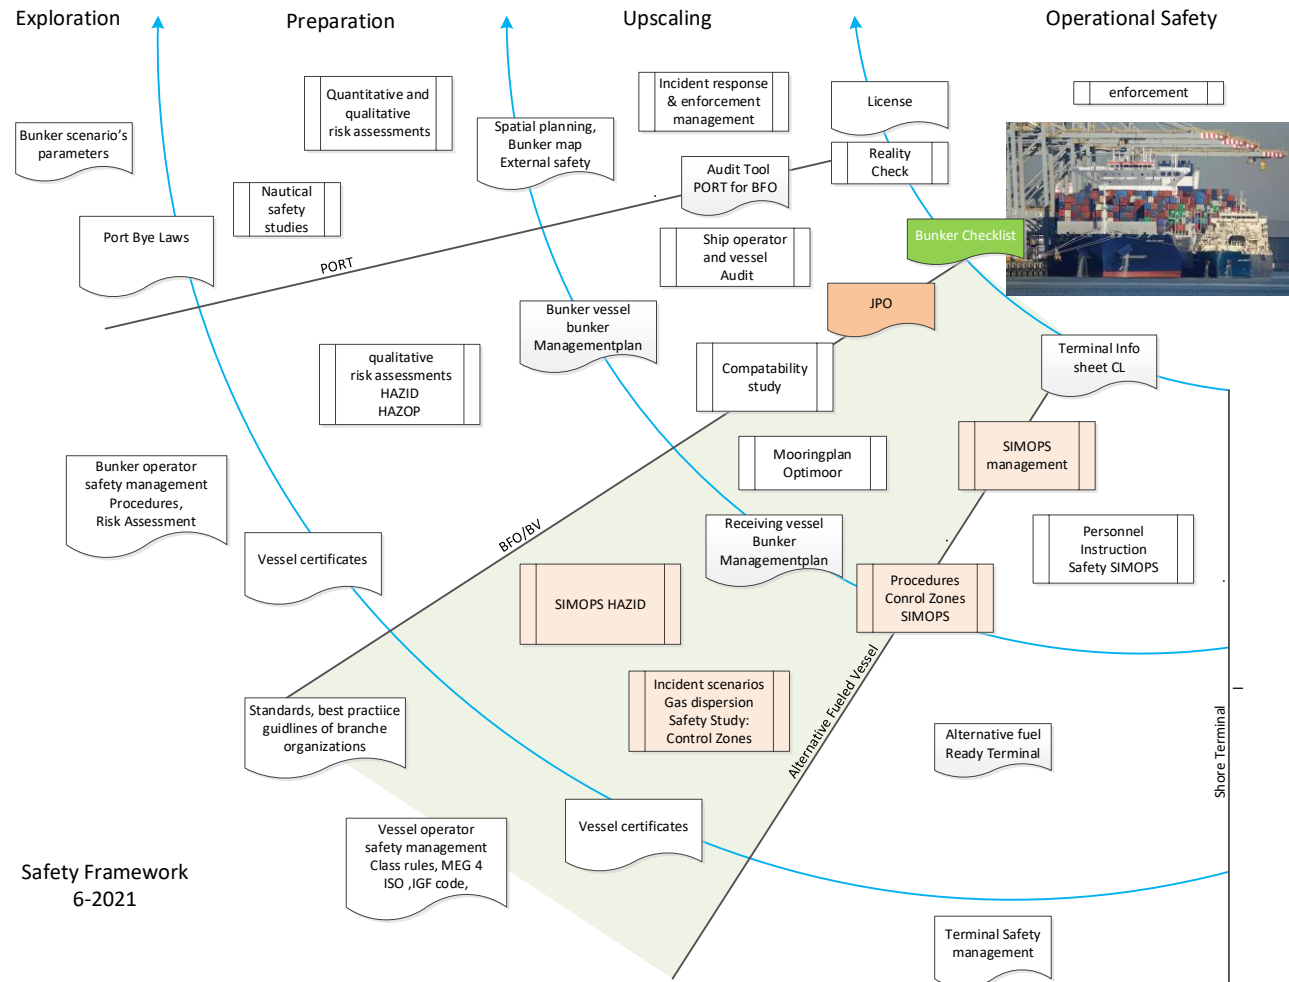 Exploration
Preparation
Upscaling
Operational Safety
Quantitative and
qualitative
risk assessments
Incident response
& enforcement
management
License
enforcement
Bunker scenario's
parameters
Spatial planning,
Bunker map
External safety
Reality
Check
Audit Tool
PORT for BFO
Nautical
safety
studies
Port Bye Laws
PORT
Ship operator
and vessel
Audit
Bunker Checklist
JPO
Bunker vessel
bunker
Managementplan
Terminal Info
sheet CL
qualitative
risk assessments
HAZID
HAZOP
Compatability
study
Mooringplan
Optimoor
SIMOPS
management
Bunker operator
safety management
Procedures,
Risk Assessment
BFO/BV
Receiving vessel
Bunker
Managementplan
Personnel
Instruction
Safety SIMOPS
Vessel certificates
SIMOPS HAZID
Procedures
Conrol Zones
SIMOPS
Incident scenarios
Gas dispersion
Safety Study:
Control Zones
Alternative Fueled Vessel
Standards, best practiice
guidlines of branche
organizations
Alternative fuel
Ready Terminal
Shore Terminal
Vessel certificates
Vessel operator
safety management
Class rules, MEG 4
ISO ,IGF code,
Safety Framework
6-2021
Terminal Safety
management